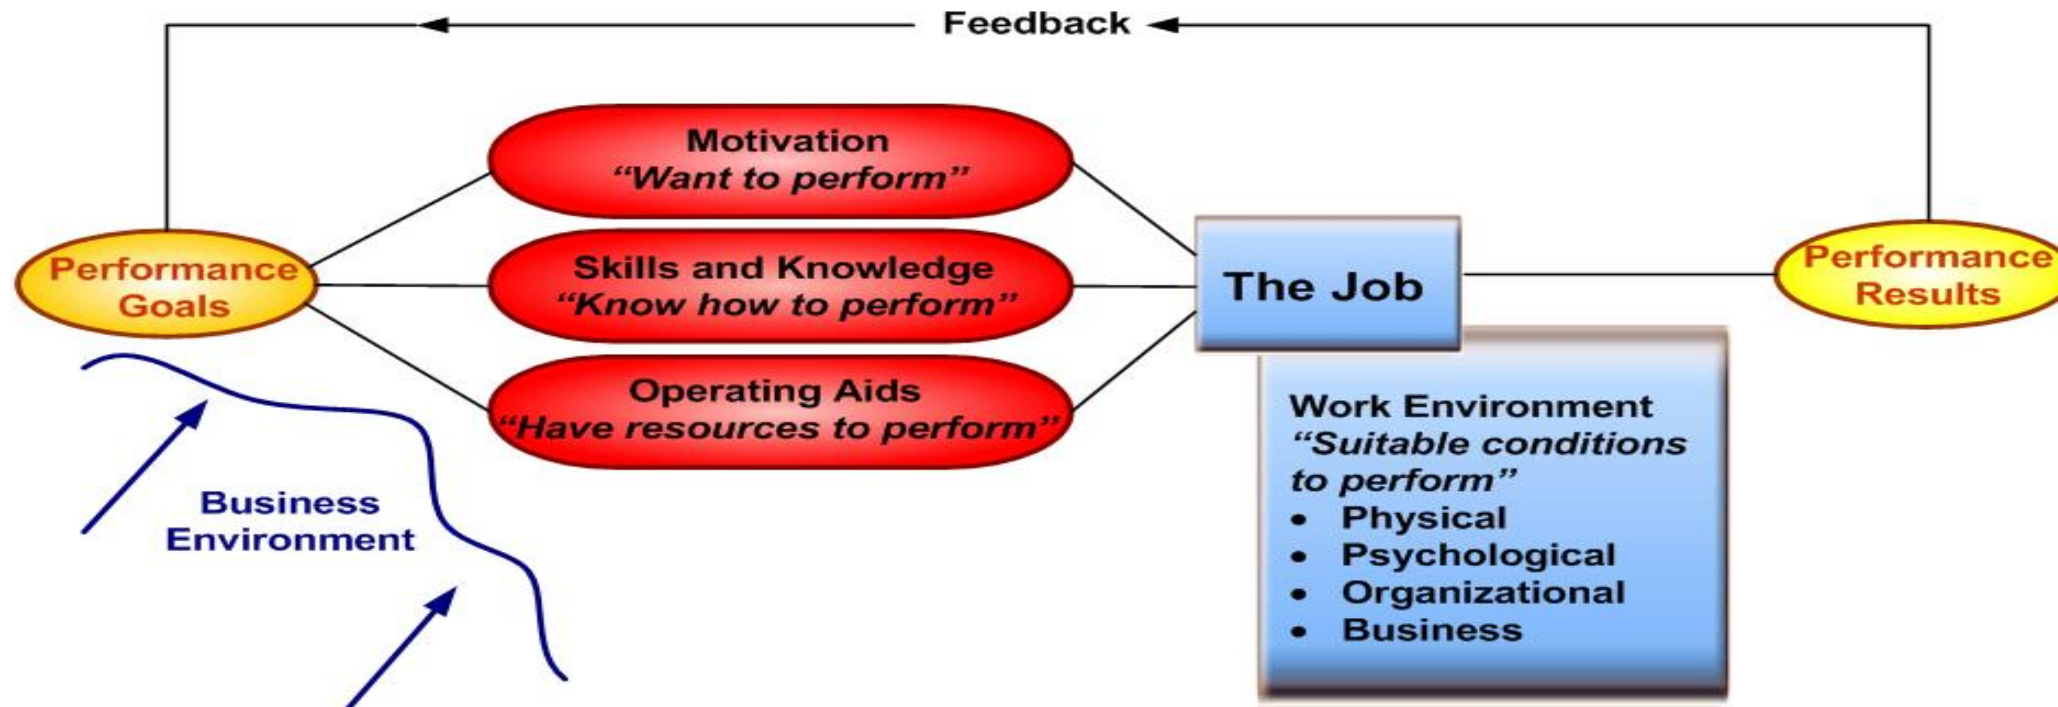 Feedback
Motivation
“Want to perform”
Performance
Goals
Skills and Knowledge
“Know how to perform”
Operating Aids
“Have resources to perform”
The Job
Performance
Results
Work Environment
“Suitable conditions
to perform”
• Physical
• Psychological
• Organizational
• Business
Business
Environment